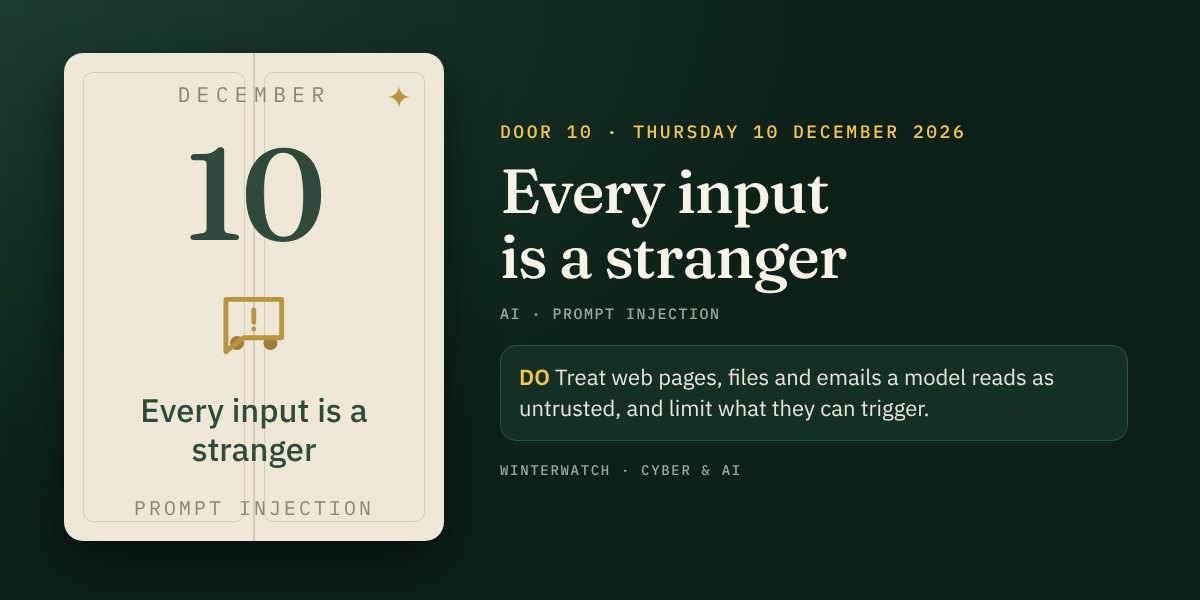 DECEMBER
10
Every input is a
stranger
PROMPT INJECTION
DOOR 10 · THURSDAY 10 DECEMBER 2026
Every input
is a stranger
AI · PROMPT INJECTION
DO Treat web pages, files and emails a model reads as
untrusted, and limit what they can trigger.
WINTERWATCH · CYBER & AI